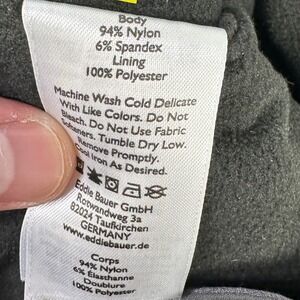 Body
94% Nylon
6% Spandex
Lining
100% Polyester
Machine Wash Cold Delicate
With Like Colors. Do Not
Bleach. Do Not Use Fabric
Softeners. Tumble Dry Low.
Remove Promptly.
Cool Iron As Desired.
Eddie Bauer GmbH
Rotwandweg 3a
82024 Taufkirchen
GERMANY
www.eddiebauer.de
Corps
94% Nylon
6% Élasthanne
Doublure
100% Polyester